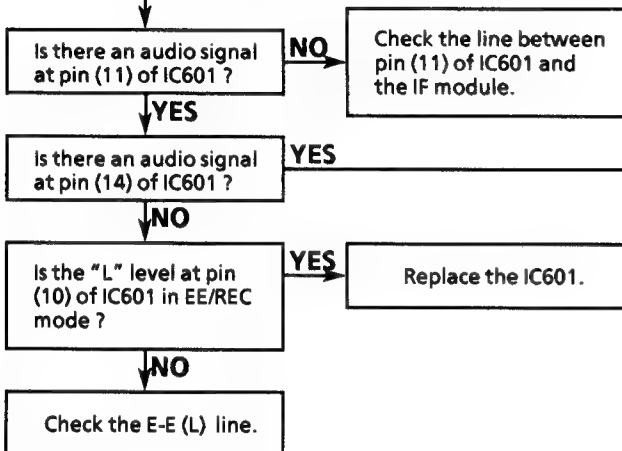 Is there an audio signal
at pin (11) of IC601 ?
NO
Check the line between
pin (11) of IC601 and
the IF module.
YES
Is there an audio signal
at pin (14) of IC601 ?
YES
NO
Is the "L" level at pin
(10) of IC601 in EE/REC
mode ?
YES
Replace the IC601.
NO
Check the E-E (L) line.